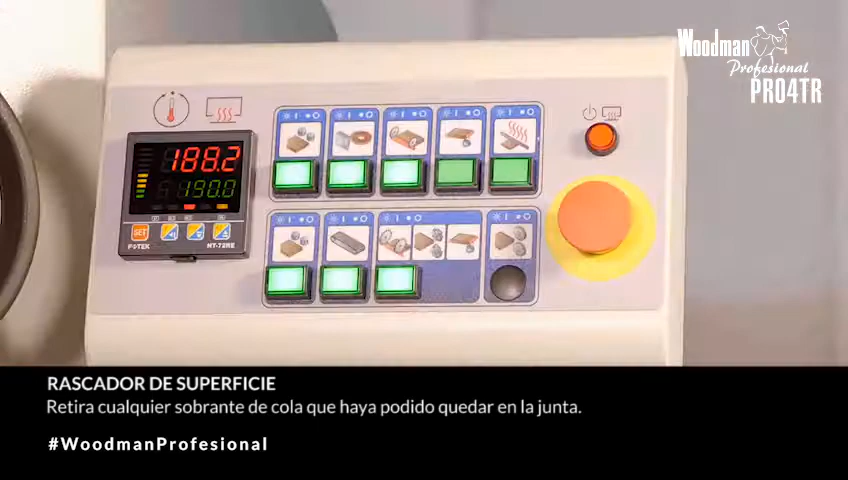 Woodman
Profesional
PRO4TR
188.2
190.0
SET
FOTEK
NT-72RE
RASCADOR DE SUPERFICIE
Retira cualquier sobrante de cola que haya podido quedar en la junta.
#WoodmanProfesional